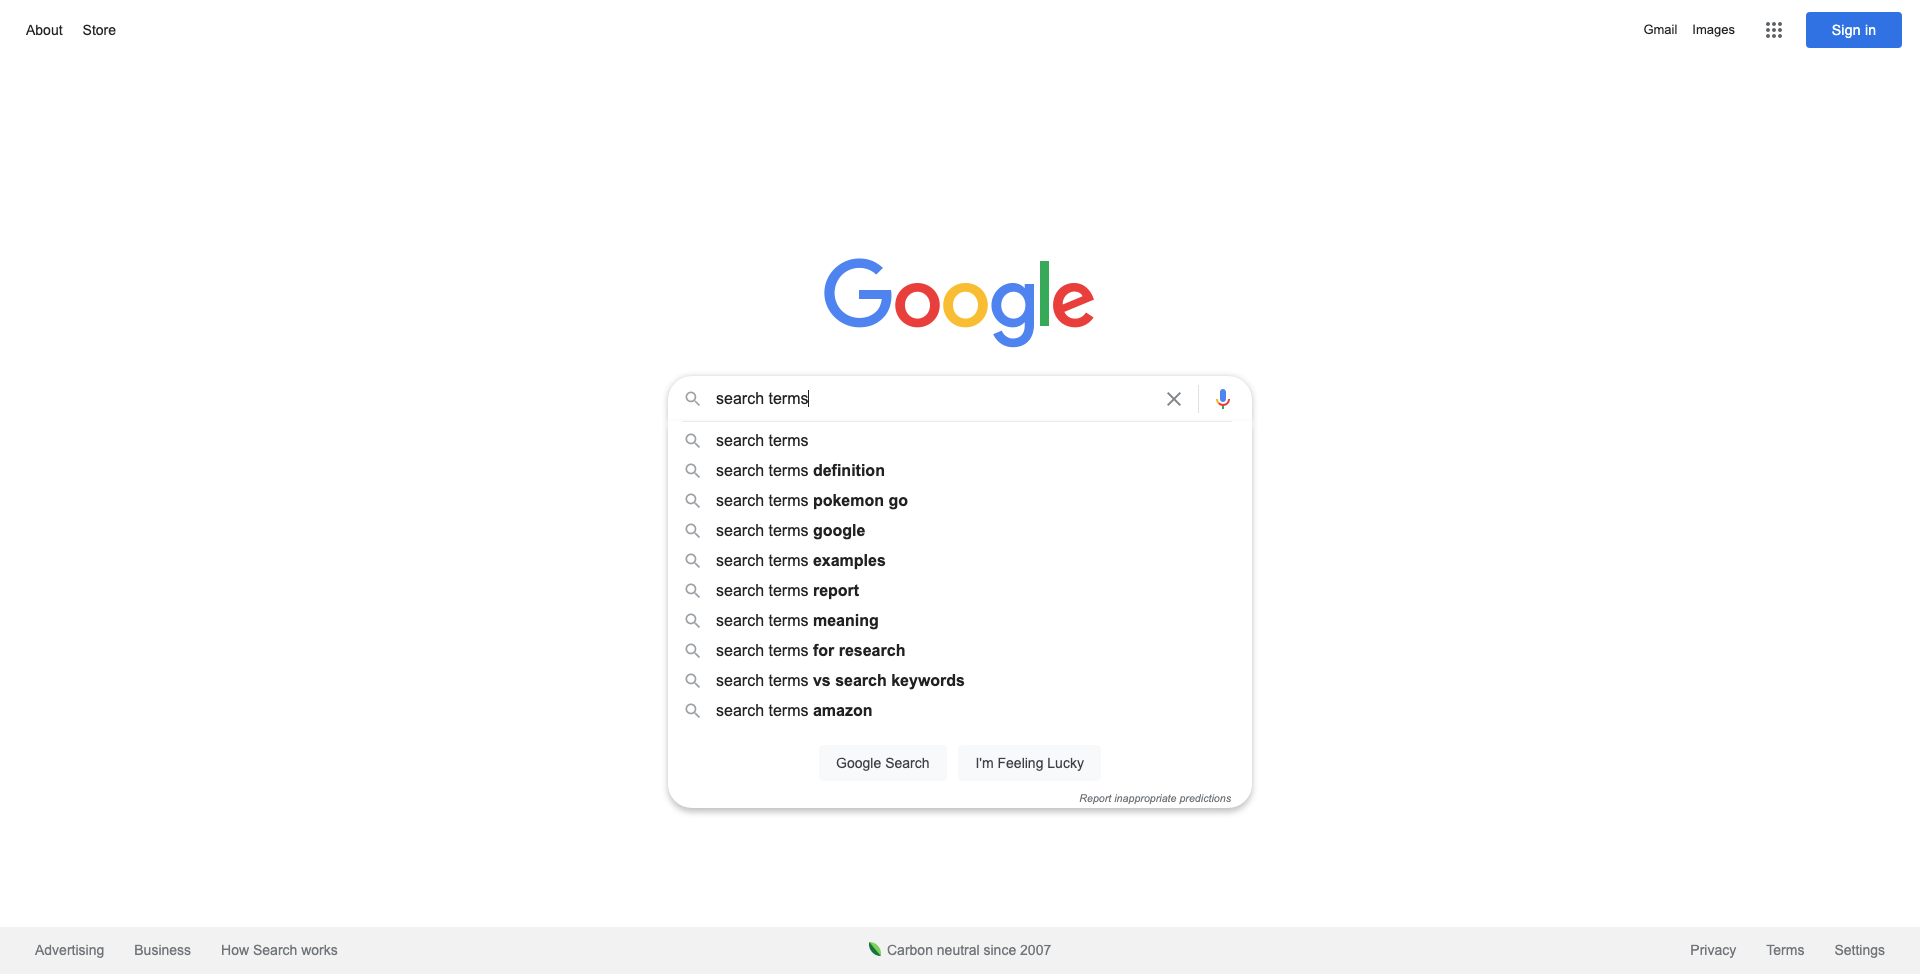 About Store
Gmail Images Sign in
Google
search terms
search terms
search terms definition
search terms pokemon go
search terms google
search terms examples
search terms report
search terms meaning
search terms for research
search terms vs search keywords
search terms amazon
Google Search I'm Feeling Lucky
Report inappropriate predictions
Advertising Business How Search works Carbon neutral since 2007 Privacy Terms Settings